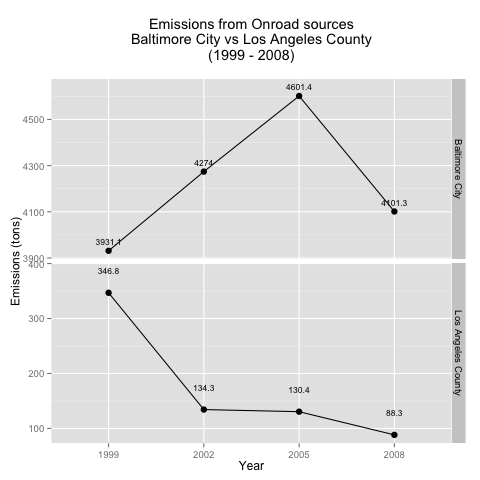 Emissions from Onroad sources
Baltimore City vs Los Angeles County
(1999 - 2008)
4601.4
4500
4300
4274
4101.3
4100
3931.1
3900
Baltimore City
Emissions (tons)
400
346.8
300
200
134.3
130.4
88.3
100
Los Angeles County
1999 2002 2005 2008
Year